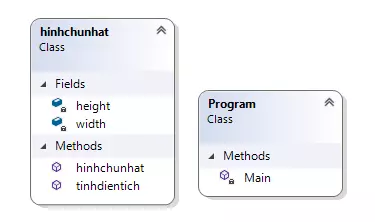 hinhchunhat
Class
Fields
height
width
Methods
hinhchunhat
tinhdientich
Program
Class
Methods
Main